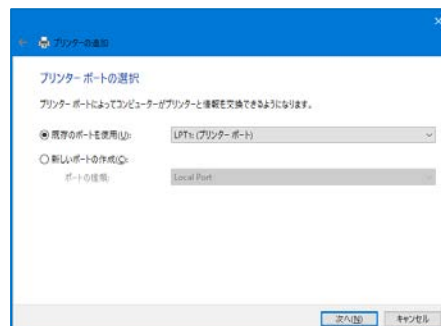 プリンターの追加
プリンター ポートの選択
プリンター ポートによってコンピューターがプリンターと情報を交換できるようになります。
既存のポートを使用(U): LPT1: (プリンター ポート)
新しいポートの作成(C):
ポートの種類: Local Port
次へ(N) キャンセル